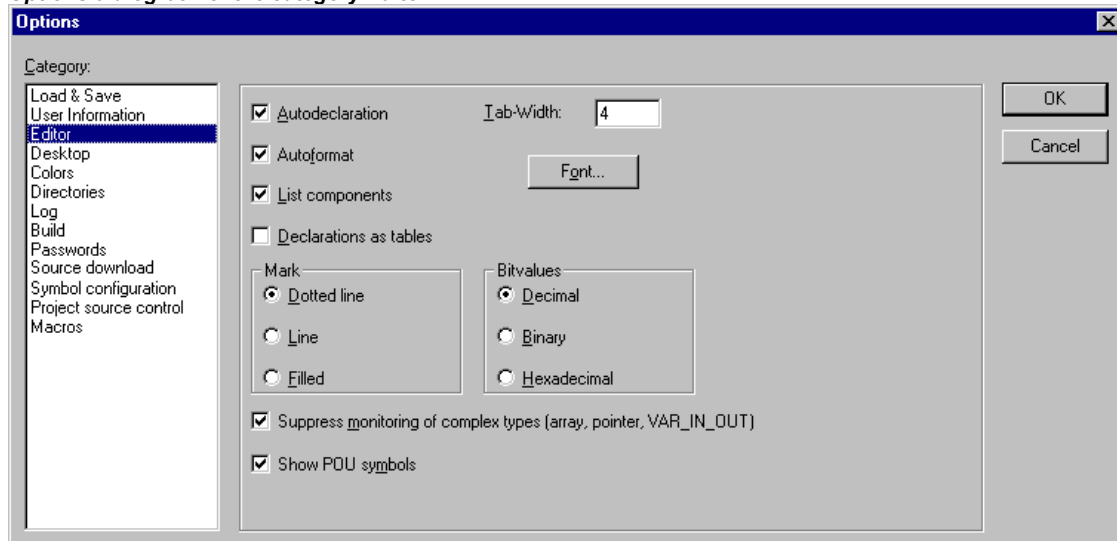 Options
Category:
Load & Save
User Information
Editor
Desktop
Colors
Directories
Log
Build
Passwords
Source download
Symbol configuration
Project source control
Macros
Autodeclaration
Tab-Width:
4
Autoformat
Font...
List components
Declarations as tables
Mark
Dotted line
Line
Filled
Bitvalues
Decimal
Binary
Hexadecimal
Suppress monitoring of complex types (array, pointer, VAR_IN_OUT)
Show POU symbols
OK
Cancel